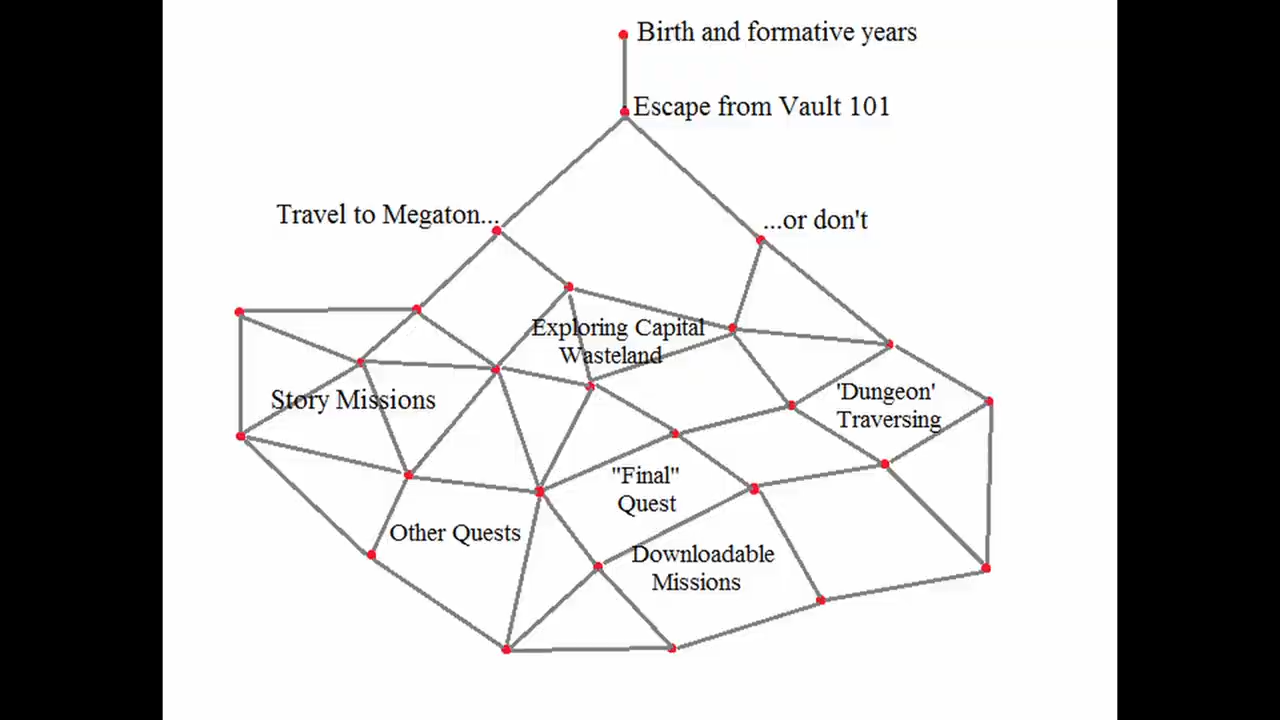 Birth and formative years
Escape from Vault 101
Travel to Megaton...
...or don't
Exploring Capital
Wasteland
Story Missions
'Dungeon'
Traversing
"Final"
Quest
Other Quests
Downloadable
Missions